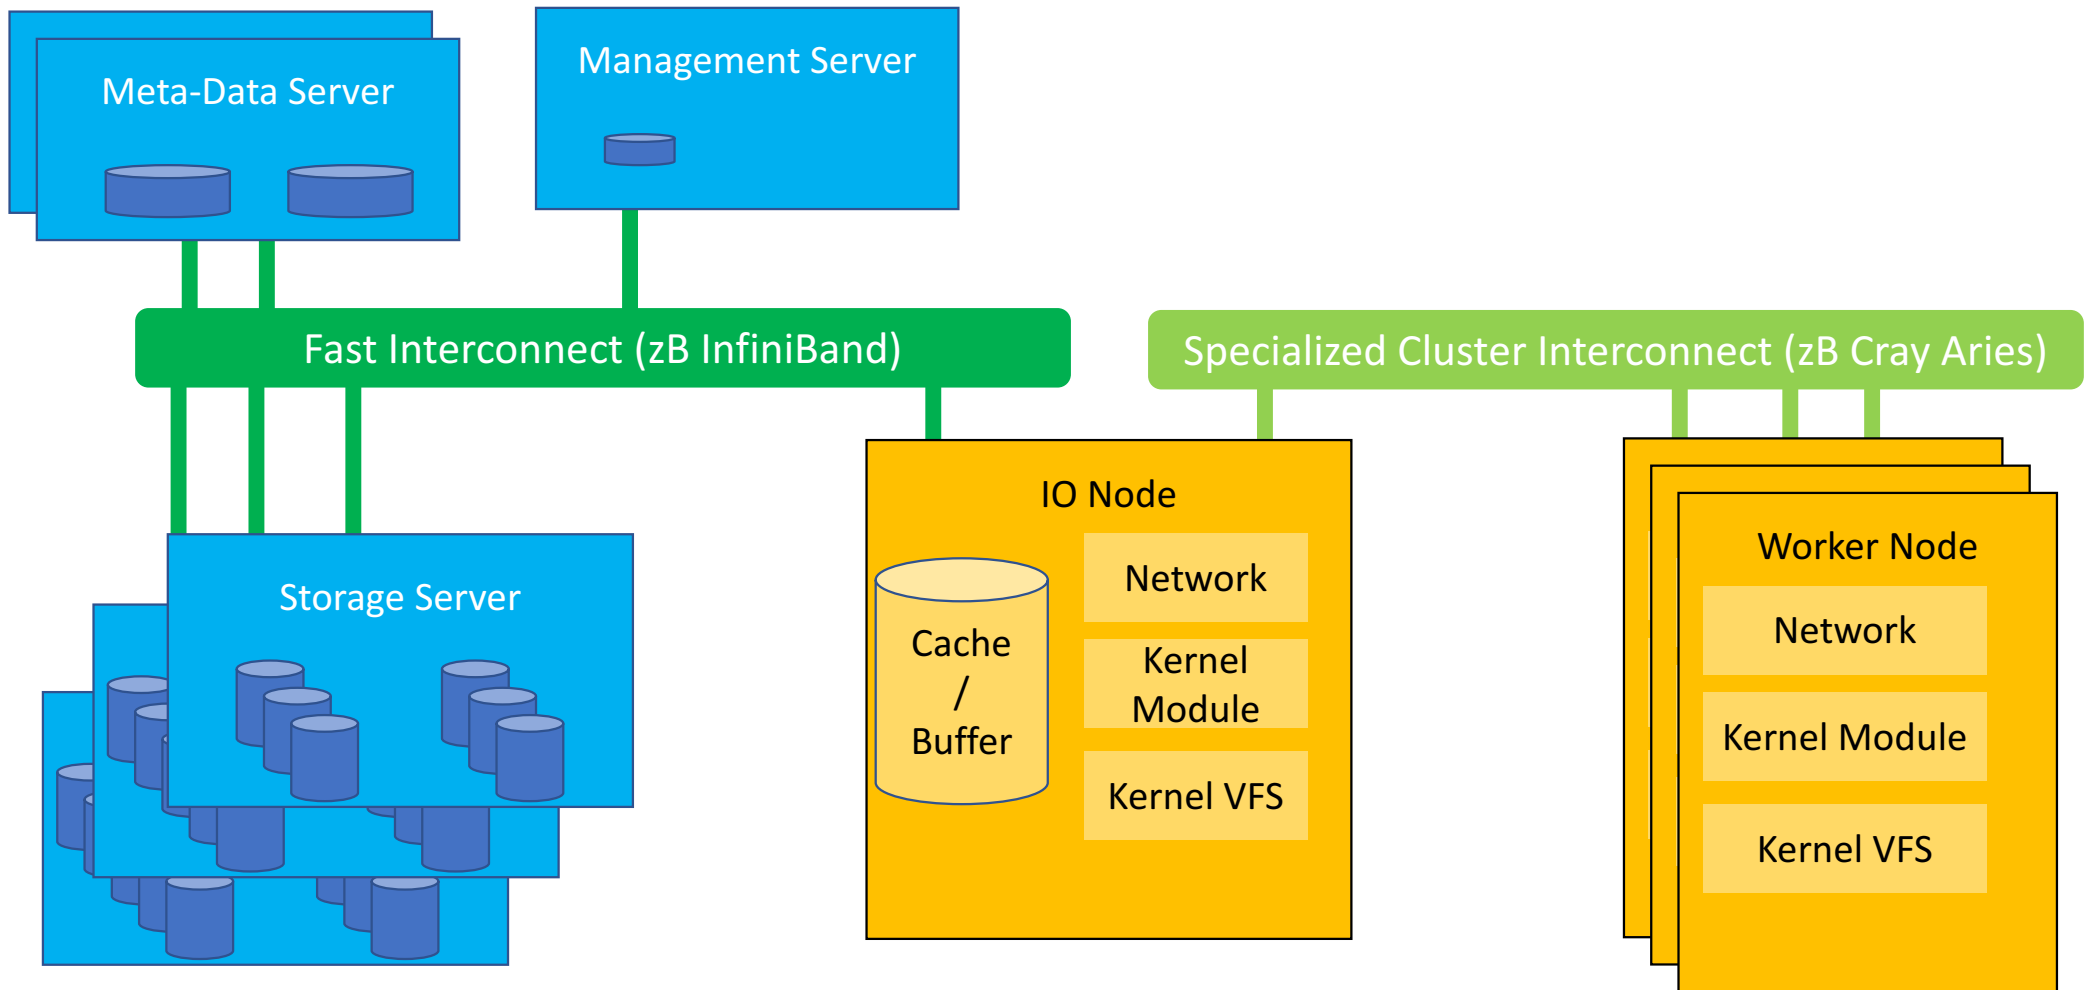 Meta-Data Server
Management Server
Fast Interconnect (zB InfiniBand)
Specialized Cluster Interconnect (zB Cray Aries)
Storage Server
IO Node
Cache
/
Buffer
Network
Kernel
Module
Kernel VFS
Worker Node
Network
Kernel Module
Kernel VFS